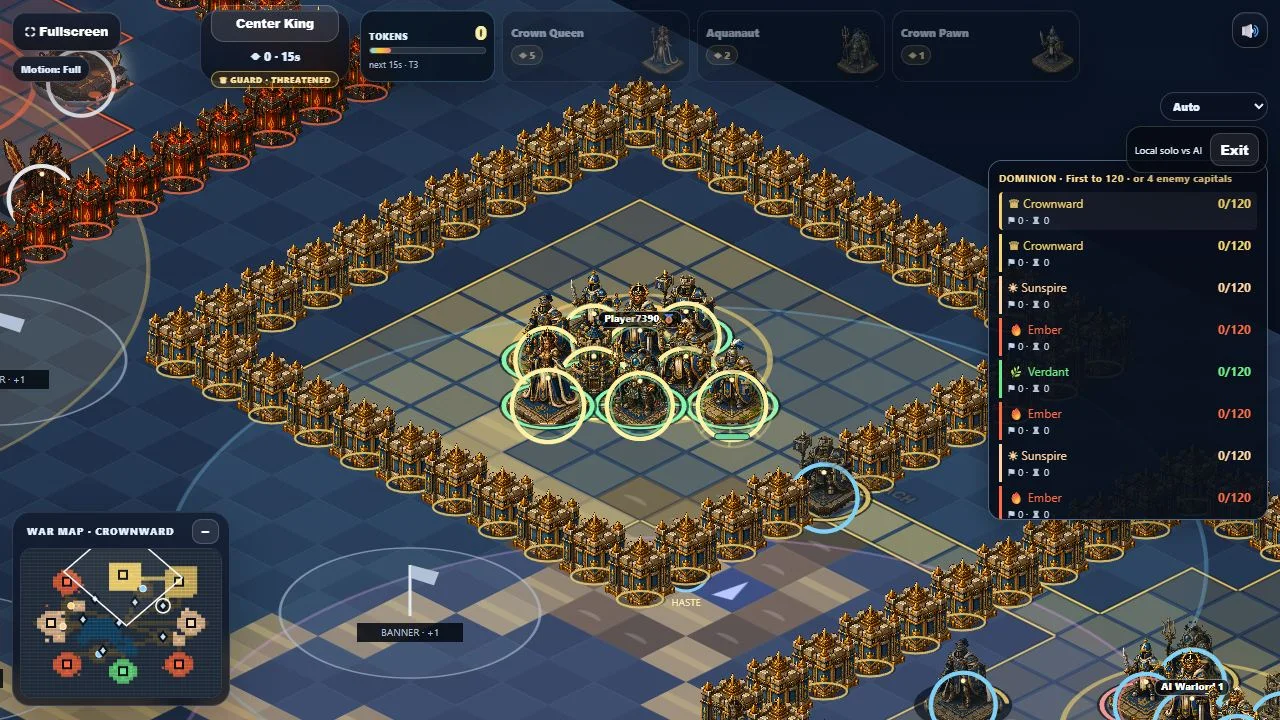 Fullscreen
Motion: Full
Center King
0 · 15s
GUARD · THREATENED
TOKENS
0
next 15s · T3
Crown Queen
5
Aquanaut
2
Crown Pawn
1
Auto
Local solo vs AI
Exit
DOMINION · First to 120 · or 4 enemy capitals
Crownward 0/120
0 · 0
Crownward 0/120
0 · 0
Sunspire 0/120
0 · 0
Ember 0/120
0 · 0
Verdant 0/120
0 · 0
Ember 0/120
0 · 0
Sunspire 0/120
0 · 0
Ember 0/120
0 · 0
Player7390
R · +1
WAR MAP · CROWNWARD
−
HASTE
BANNER · +1
AI Warlord 1